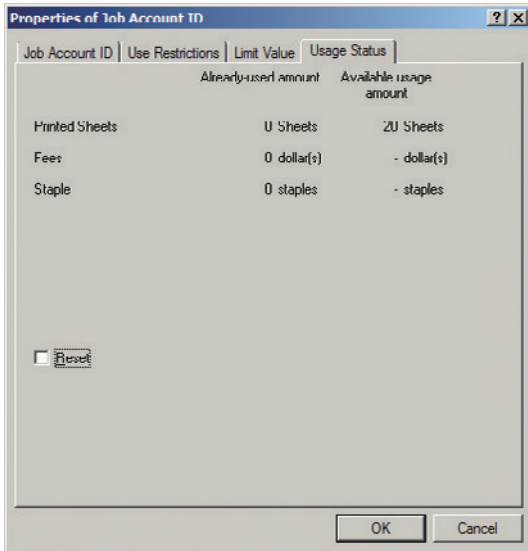 Properties of Job Account ID ? X
Job Account ID Use Restrictions Limit Value Usage Status
Already-used amount Available usage amount
Printed Sheets 0 Sheets 20 Sheets
Fees 0 dollar(s) - dollar(s)
Staple 0 staples - staples
Reset
OK Cancel